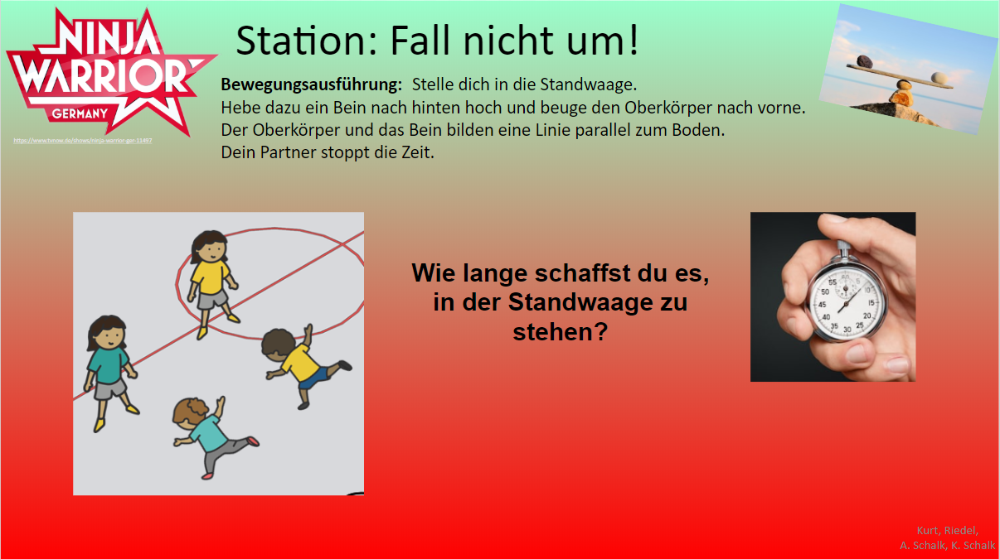 NINJA
WARRIOR
GERMANY
https://www.tvnow.de/shows/ninja-warrior-ger-11497
Station: Fall nicht um!
Bewegungsausführung: Stelle dich in die Standwaage.
Hebe dazu ein Bein nach hinten hoch und beuge den Oberkörper nach vorne.
Der Oberkörper und das Bein bilden eine Linie parallel zum Boden.
Dein Partner stoppt die Zeit.
Wie lange schaffst du es,
in der Standwaage zu
stehen?
55
5
10
50
15
45
20
40
25
35
30
Kurt, Riedel,
A. Schalk, K. Schalk